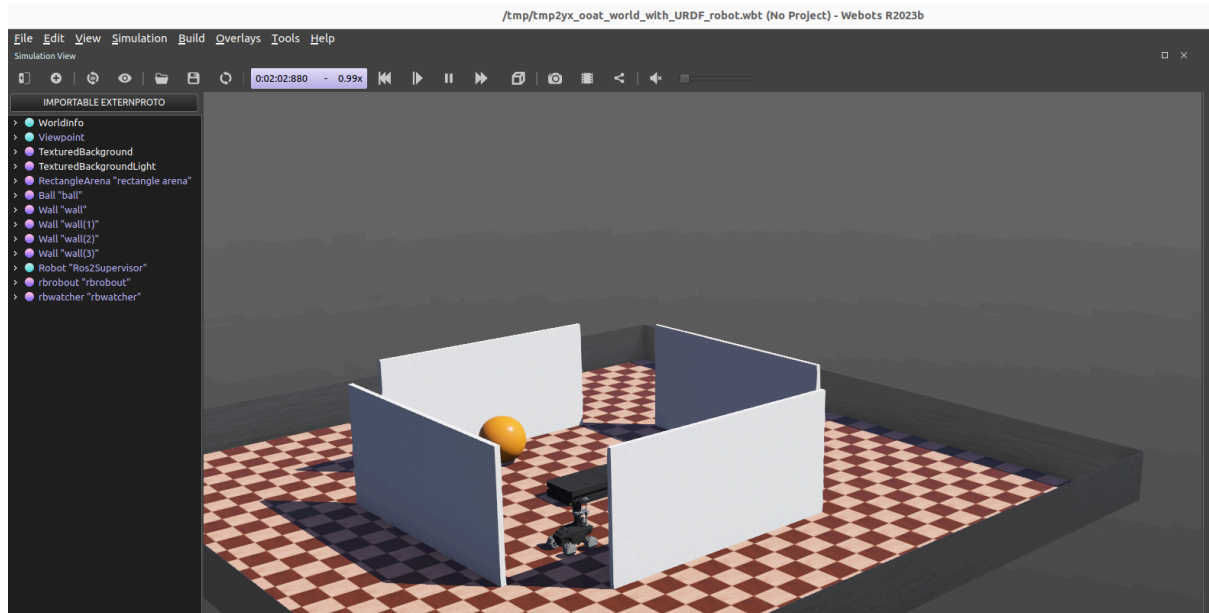 /tmp/tmp2yx_ooat_world_with_URDF_robot.wbt (No Project) - Webots R2023b
File Edit View Simulation Build Overlays Tools Help
Simulation View
0:02:02:880 - 0.99x
IMPORTABLE EXTERNPROTO
WorldInfo
Viewpoint
TexturedBackground
TexturedBackgroundLight
RectangleArena "rectangle arena"
Ball "ball"
Wall "wall"
Wall "wall(1)"
Wall "wall(2)"
Wall "wall(3)"
Robot "Ros2Supervisor"
rbrobout "rbrobout"
rbwatcher "rbwatcher"